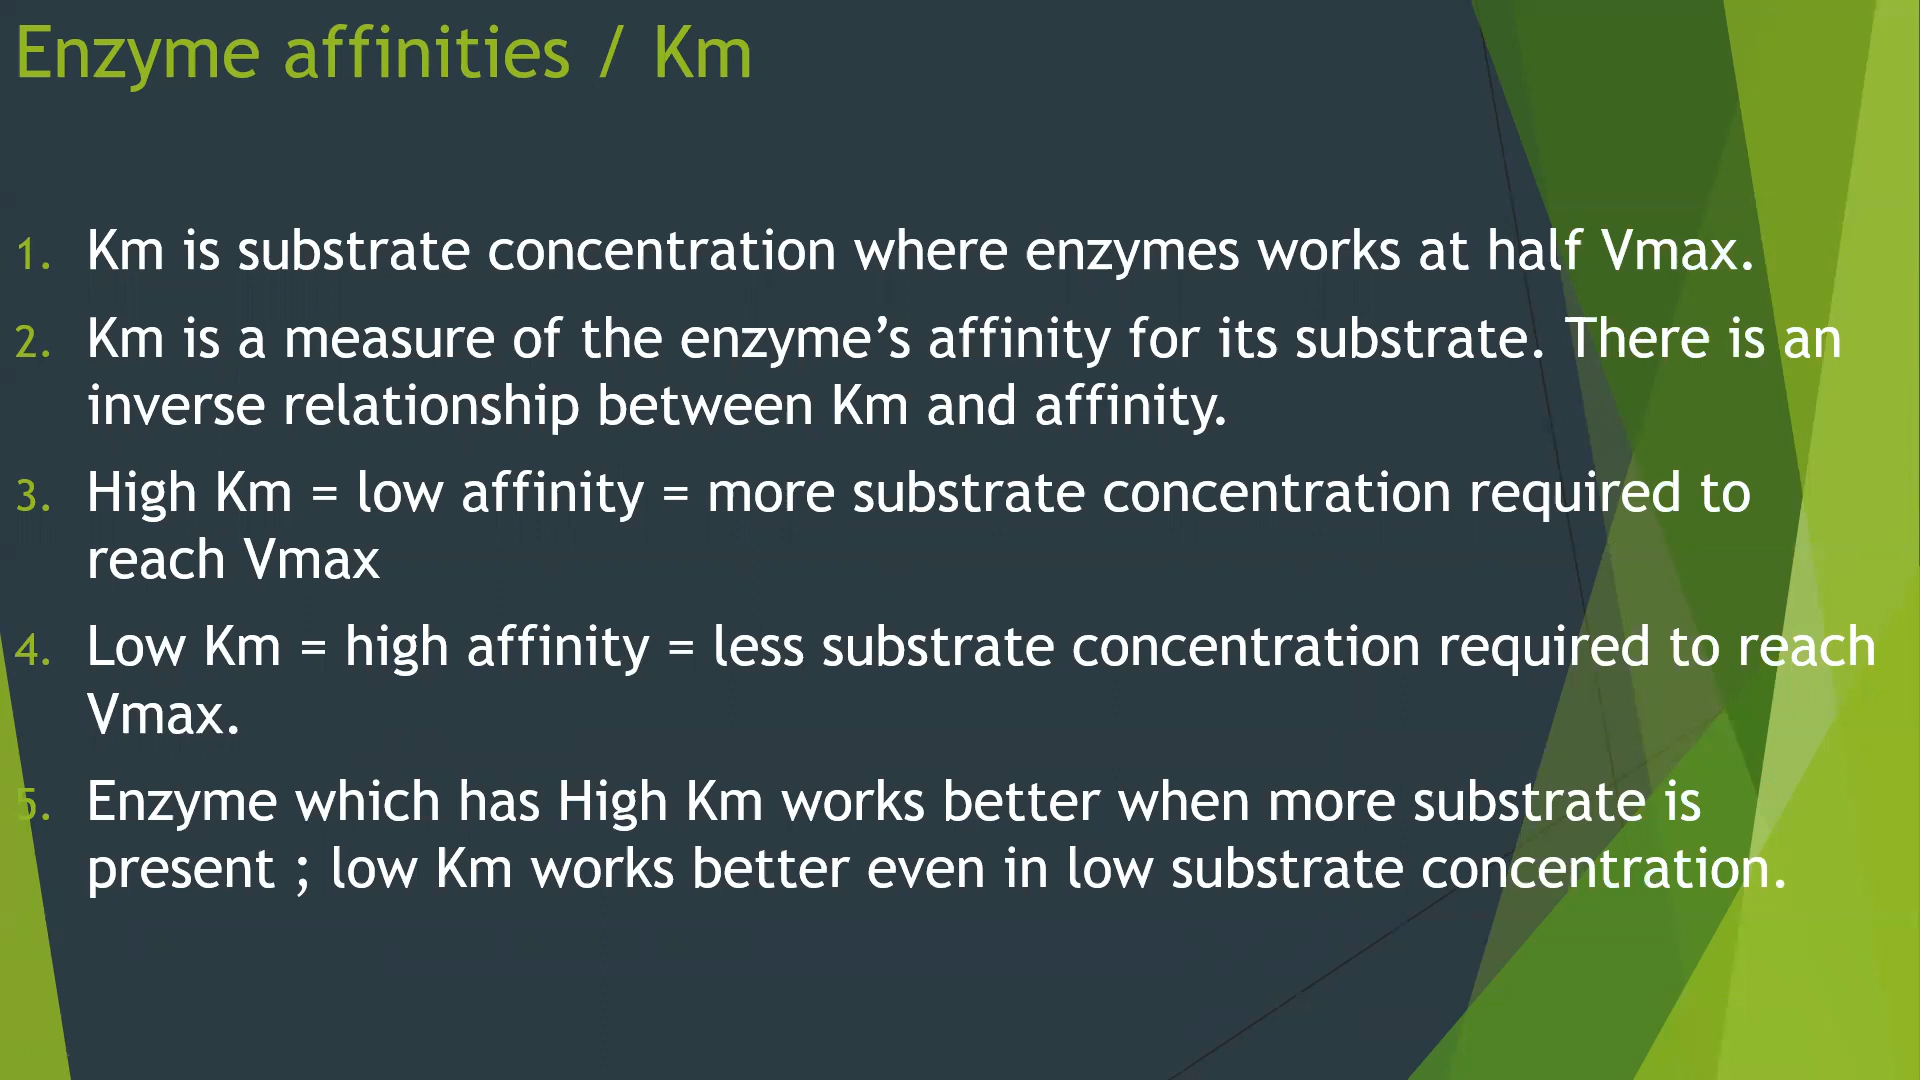 Enzyme affinities / Km
1. Km is substrate concentration where enzymes works at half Vmax.
2. Km is a measure of the enzyme’s affinity for its substrate. There is an
inverse relationship between Km and affinity.
3. High Km = low affinity = more substrate concentration required to
reach Vmax
4. Low Km = high affinity = less substrate concentration required to reach
Vmax.
5. Enzyme which has High Km works better when more substrate is
present ; low Km works better even in low substrate concentration.